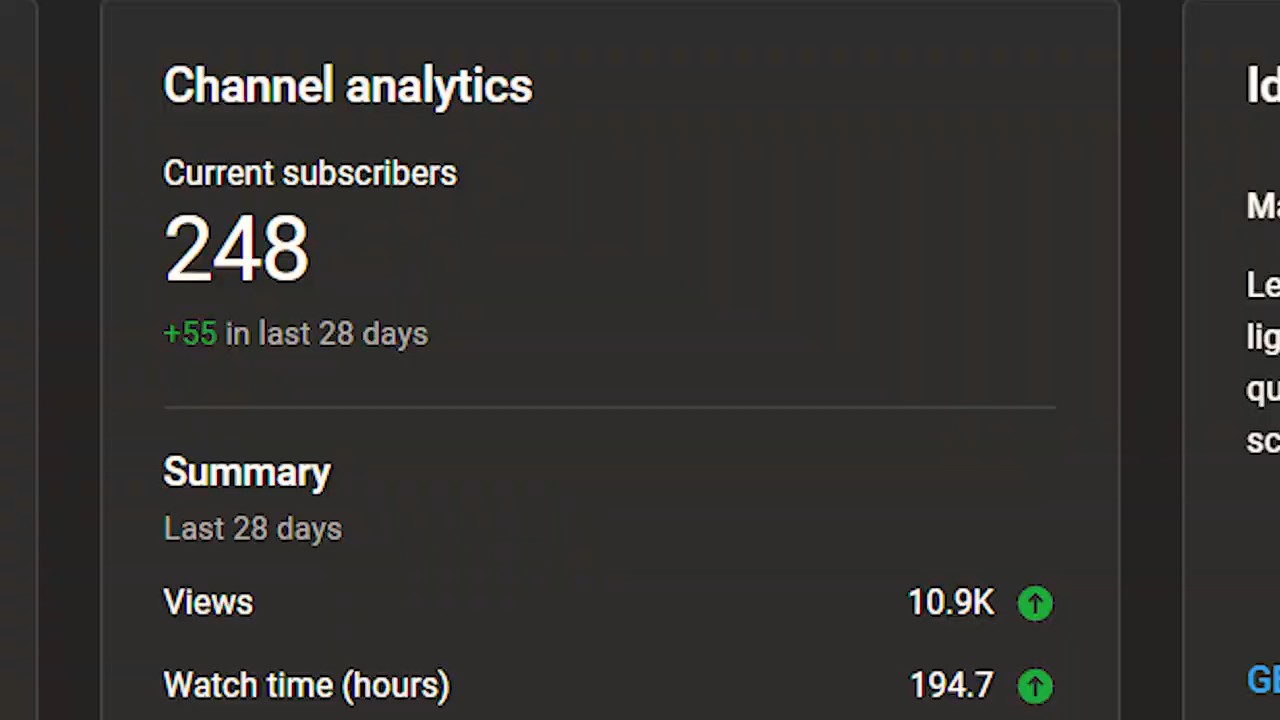 Channel analytics
Current subscribers
248
+55 in last 28 days
Summary
Last 28 days
Views 10.9K
Watch time (hours) 194.7